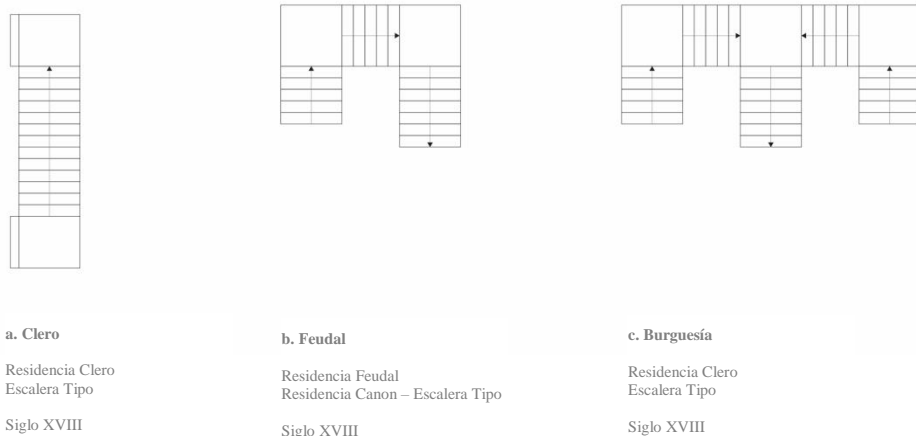 a. Clero
Residencia Clero
Escalera Tipo
Siglo XVIII
b. Feudal
Residencia Feudal
Residencia Canon – Escalera Tipo
Siglo XVIII
c. Burguesía
Residencia Clero
Escalera Tipo
Siglo XVIII